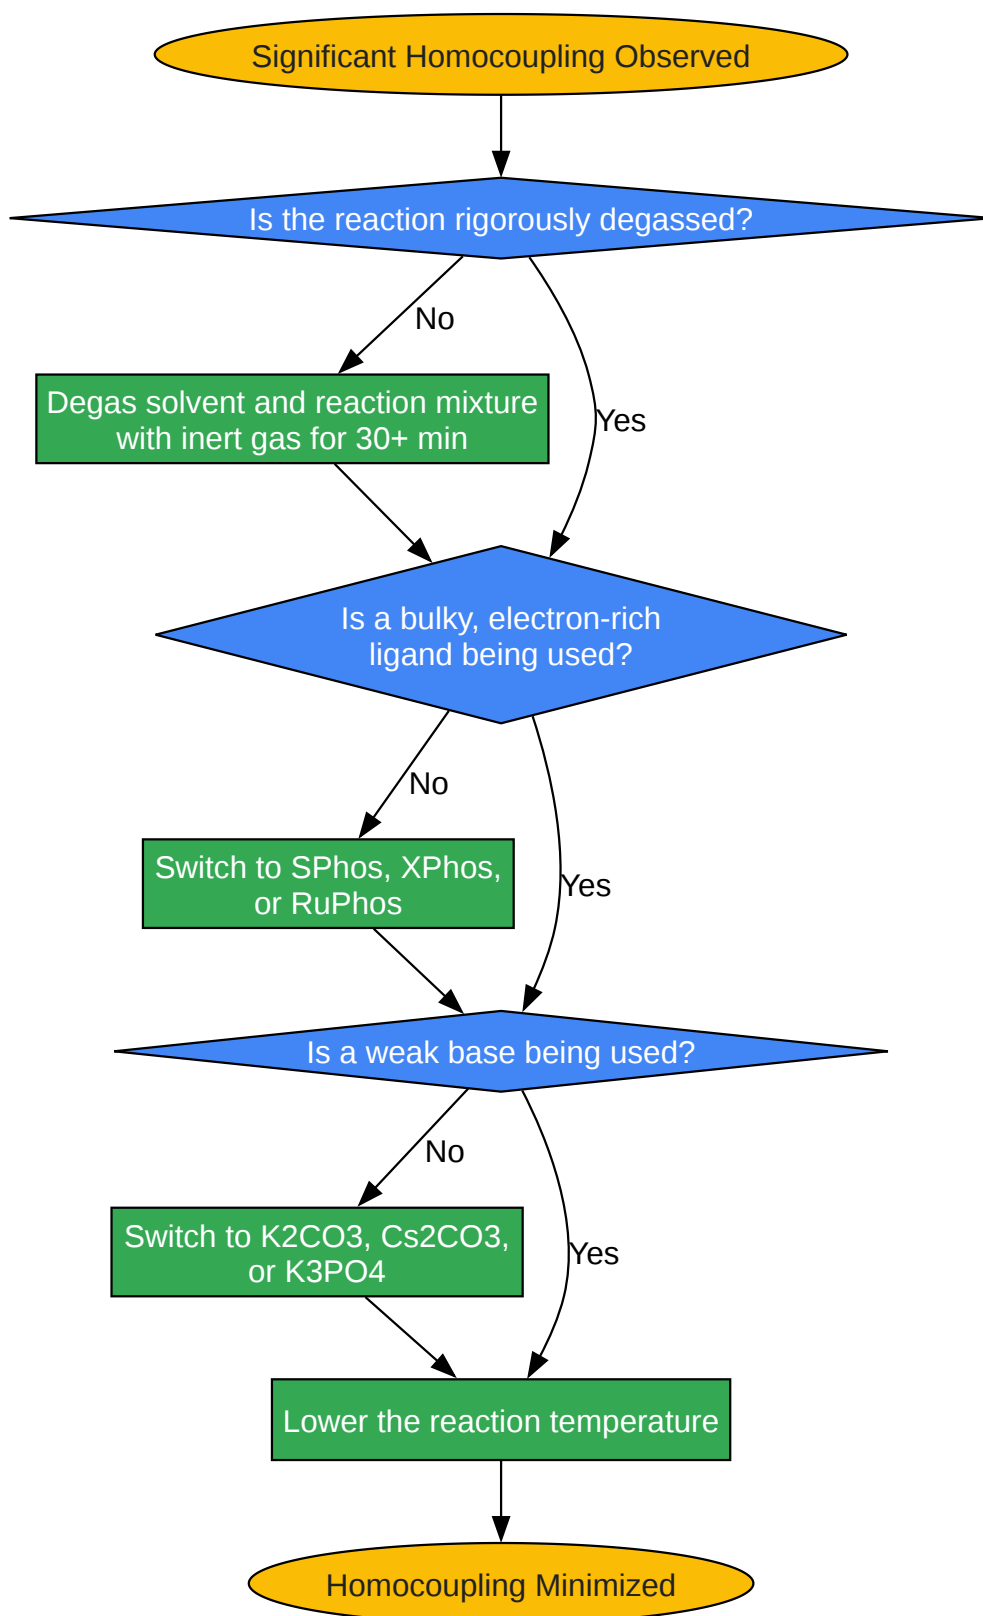 Significant Homocoupling Observed
Is the reaction rigorously degassed?
No
Degas solvent and reaction mixture
with inert gas for 30+ min
Yes
Is a bulky, electron-rich
ligand being used?
No
Switch to SPhos, XPhos,
or RuPhos
Yes
Is a weak base being used?
No
Switch to K2CO3, Cs2CO3,
or K3PO4
Yes
Lower the reaction temperature
Homocoupling Minimized